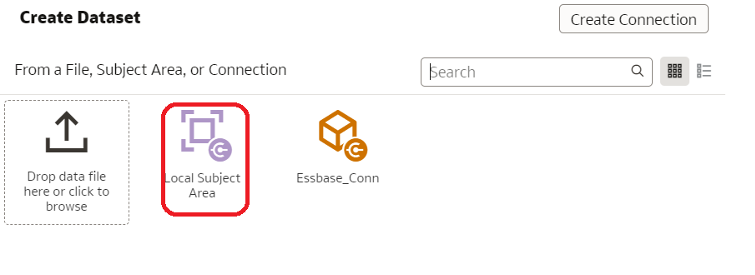 Create Dataset
Create Connection
From a File, Subject Area, or Connection
Search
Drop data file
here or click to
browse
Local Subject
Area
Essbase_Conn